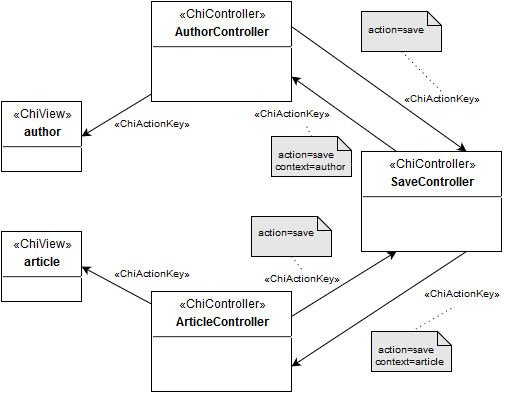 «ChiController»
AuthorController
action=save
«ChiActionKey»
«ChiView»
author
«ChiActionKey»
«ChiActionKey»
action=save
context=author
«ChiController»
SaveController
action=save
«ChiView»
article
«ChiActionKey»
«ChiActionKey»
«ChiActionKey»
«ChiController»
ArticleController
action=save
context=article